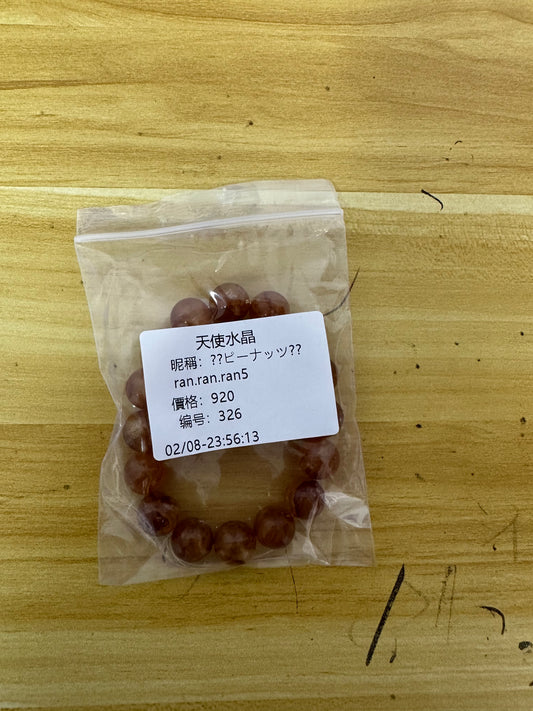 天使水晶
昵稱: ??ピーナッツ??
ran.ran.ran5
價格: 920
编号: 326
02/08-23:56:13